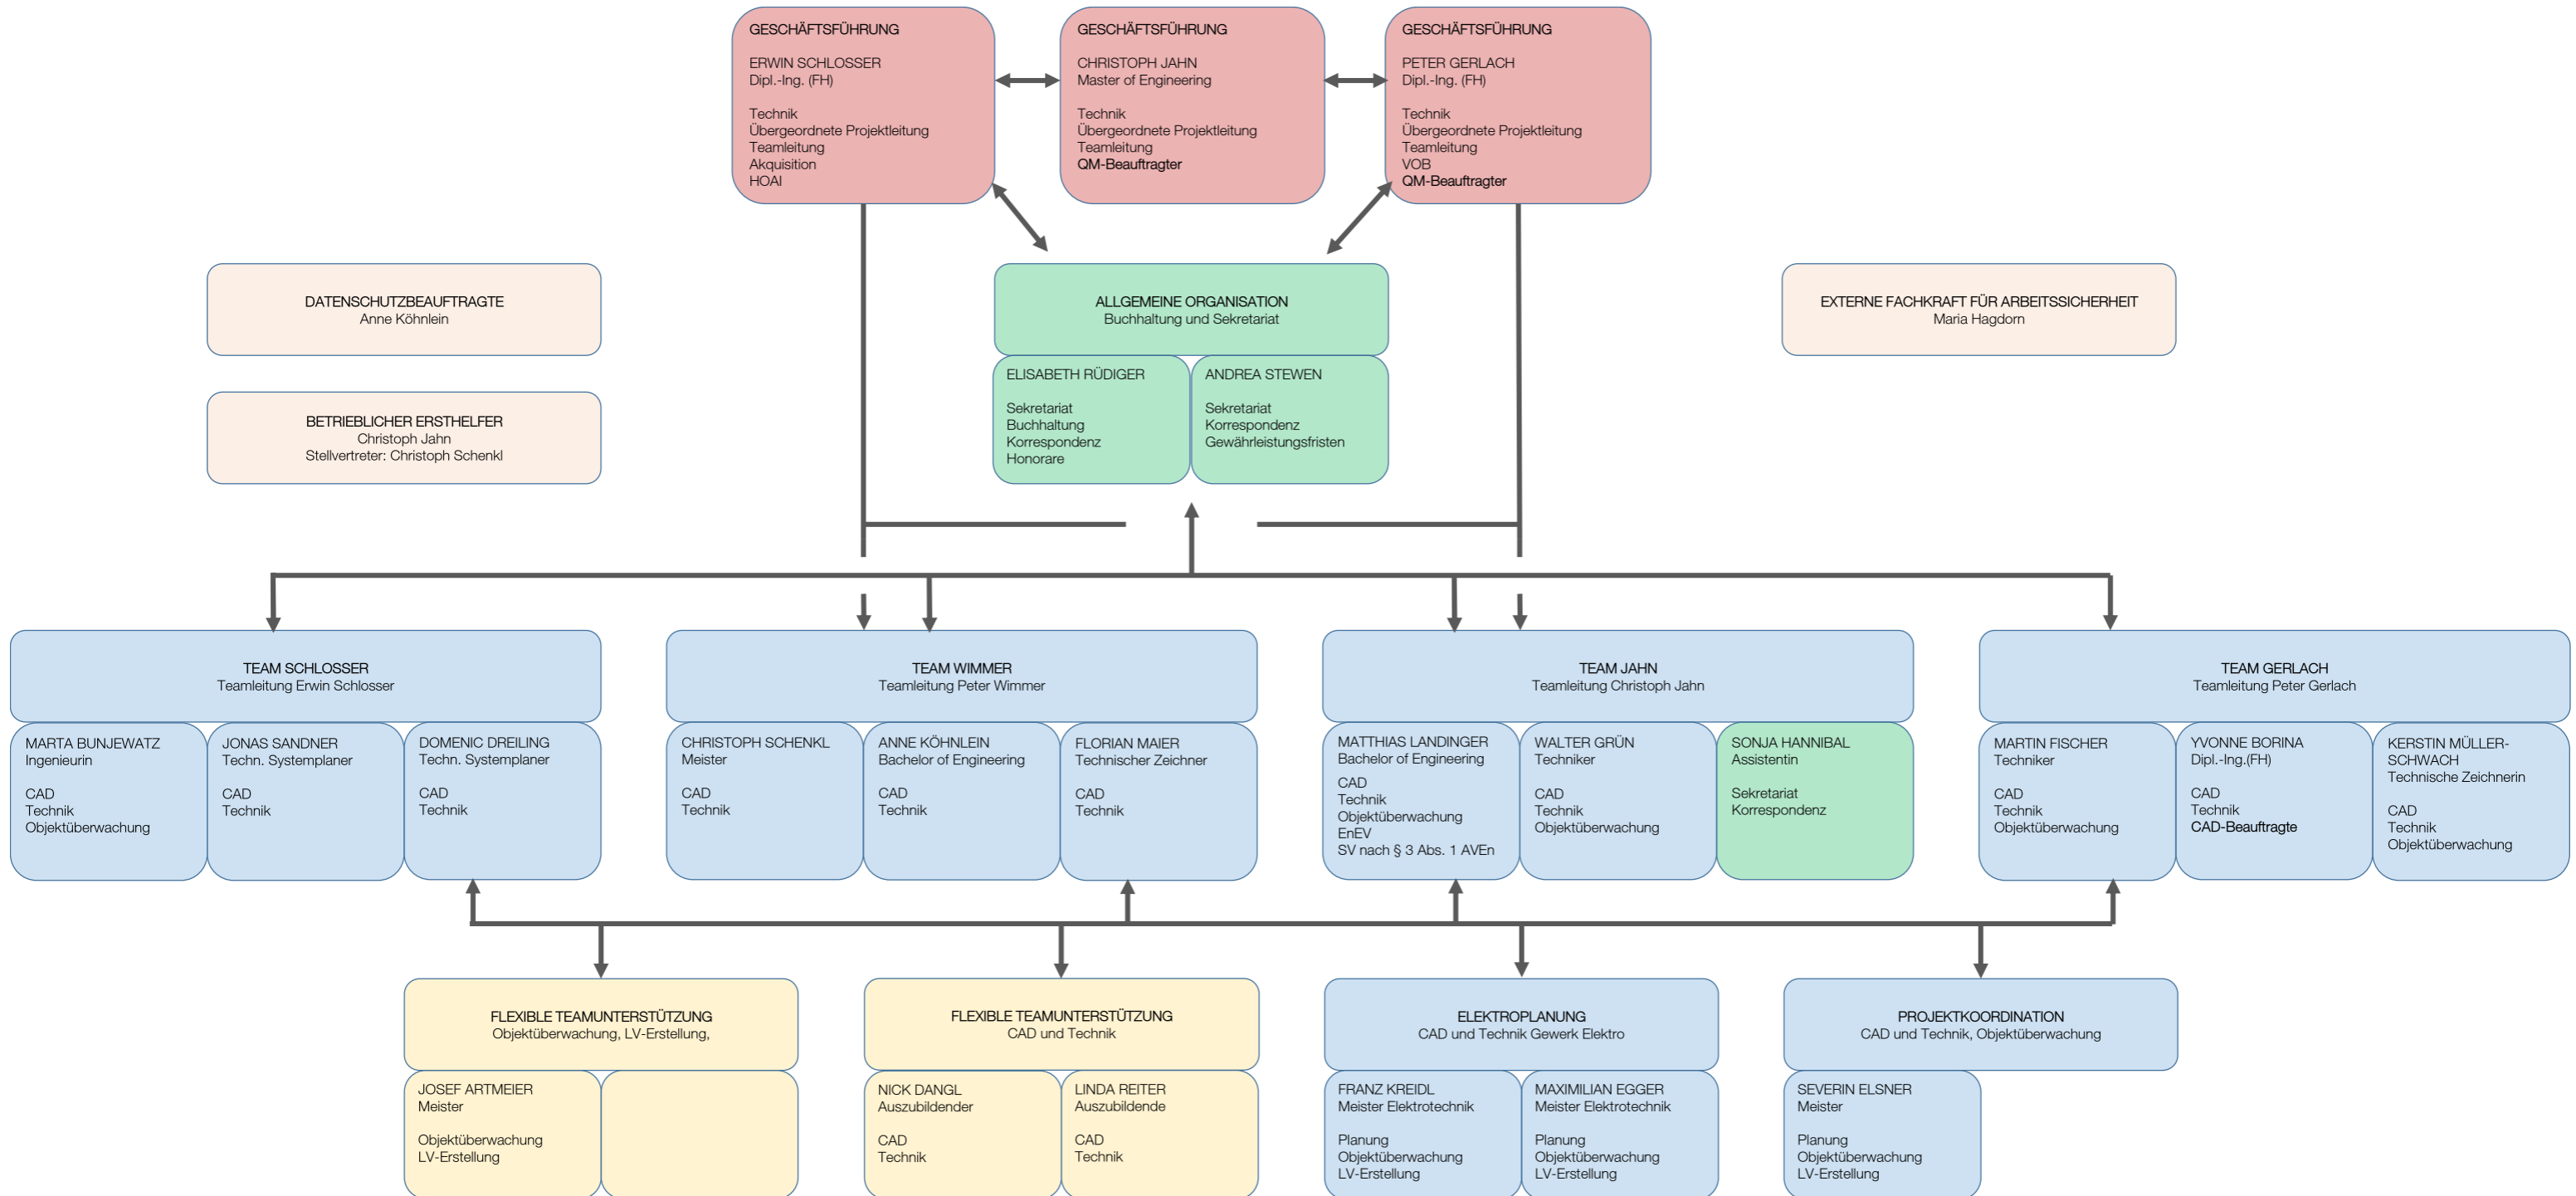 GESCHÄFTSFÜHRUNG
ERWIN SCHLOSSER
Dipl.-Ing. (FH)
Technik
Übergeordnete Projektleitung
Teamleitung
Akquisition
HOAI
GESCHÄFTSFÜHRUNG
CHRISTOPH JAHN
Master of Engineering
Technik
Übergeordnete Projektleitung
Teamleitung
QM-Beauftragter
GESCHÄFTSFÜHRUNG
PETER GERLACH
Dipl.-Ing. (FH)
Technik
Übergeordnete Projektleitung
Teamleitung
VOB
QM-Beauftragter
DATENSCHUTZBEAUFTRAGTE
Anne Köhnlein
ALLGEMEINE ORGANISATION
Buchhaltung und Sekretariat
EXTERNE FACHKRAFT FÜR ARBEITSSICHERHEIT
Maria Hagdorn
BETRIEBLICHER ERSTHELFER
Christoph Jahn
Stellvertreter: Christoph Schenkl
ELISABETH RÜDIGER
Sekretariat
Buchhaltung
Korrespondenz
Honorare
ANDREA STEWEN
Sekretariat
Korrespondenz
Gewährleistungsfristen
TEAM SCHLOSSER
Teamleitung Erwin Schlosser
MARTA BUNJEWATZ
Ingenieurin
CAD
Technik
Objektüberwachung
JONAS SANDNER
Techn. Systemplaner
CAD
Technik
DOMENIC DREILING
Techn. Systemplaner
CAD
Technik
TEAM WIMMER
Teamleitung Peter Wimmer
CHRISTOPH SCHENKL
Meister
CAD
Technik
ANNE KÖHNLEIN
Bachelor of Engineering
CAD
Technik
FLORIAN MAIER
Technischer Zeichner
CAD
Technik
TEAM JAHN
Teamleitung Christoph Jahn
MATTHIAS LANDINGER
Bachelor of Engineering
CAD
Technik
Objektüberwachung
EnEV
SV nach § 3 Abs. 1 AVEn
WALTER GRÜN
Techniker
CAD
Technik
Objektüberwachung
SONJA HANNIBAL
Assistentin
Sekretariat
Korrespondenz
TEAM GERLACH
Teamleitung Peter Gerlach
MARTIN FISCHER
Techniker
CAD
Technik
Objektüberwachung
YVONNE BORINA
Dipl.-Ing.(FH)
CAD
Technik
CAD-Beauftragte
KERSTIN MÜLLER-
SCHWACH
Technische Zeichnerin
CAD
Technik
Objektüberwachung
FLEXIBLE TEAMUNTERSTÜTZUNG
Objektüberwachung, LV-Erstellung,
JOSEF ARTMEIER
Meister
Objektüberwachung
LV-Erstellung
FLEXIBLE TEAMUNTERSTÜTZUNG
CAD und Technik
NICK DANGL
Auszubildender
CAD
Technik
LINDA REITER
Auszubildende
CAD
Technik
ELEKTROPLANUNG
CAD und Technik Gewerk Elektro
FRANZ KREIDL
Meister Elektrotechnik
Planung
Objektüberwachung
LV-Erstellung
MAXIMILIAN EGGER
Meister Elektrotechnik
Planung
Objektüberwachung
LV-Erstellung
PROJEKTKOORDINATION
CAD und Technik, Objektüberwachung
SEVERIN ELSNER
Meister
Planung
Objektüberwachung
LV-Erstellung